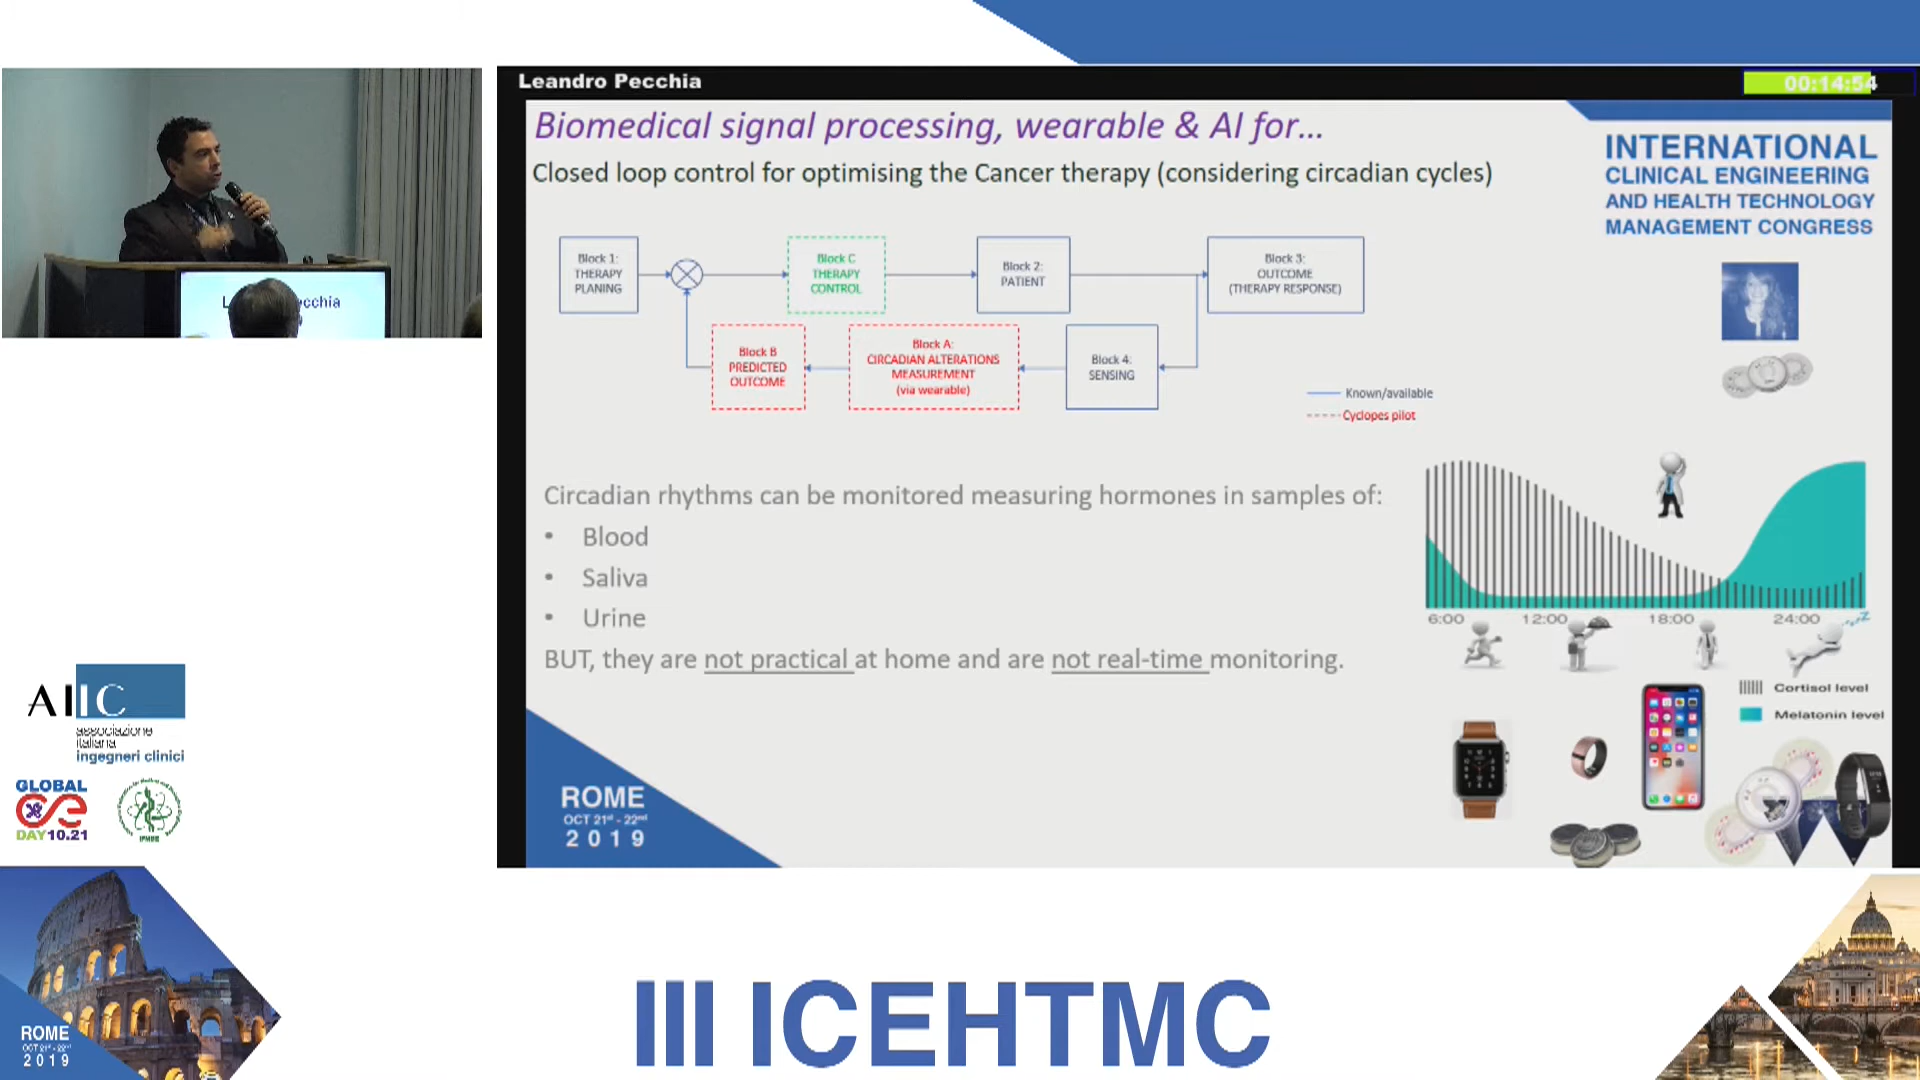 Leandro Pecchia
00:14:54
Biomedical signal processing, wearable & AI for...
Closed loop control for optimising the Cancer therapy (considering circadian cycles)
INTERNATIONAL
CLINICAL ENGINEERING
AND HEALTH TECHNOLOGY
MANAGEMENT CONGRESS
Block 1:
THERAPY
PLANING
Block C
THERAPY
CONTROL
Block 2:
PATIENT
Block 3:
OUTCOME
(THERAPY RESPONSE)
Block B
PREDICTED
OUTCOME
Block A:
CIRCADIAN ALTERATIONS
MEASUREMENT
(via wearable)
Block 4:
SENSING
Known/available
Cyclopes pilot
Circadian rhythms can be monitored measuring hormones in samples of:
• Blood
• Saliva
• Urine
BUT, they are not practical at home and are not real-time monitoring.
6:00 12:00 18:00 24:00
Cortisol level
Melatonin level
ROME
OCT 21st - 22nd
2019
AIIC
associazione
italiana
ingegneri clinici
GLOBAL
CE
DAY10.21
ROME
OCT 21st - 22nd
2019
III ICEHTMC